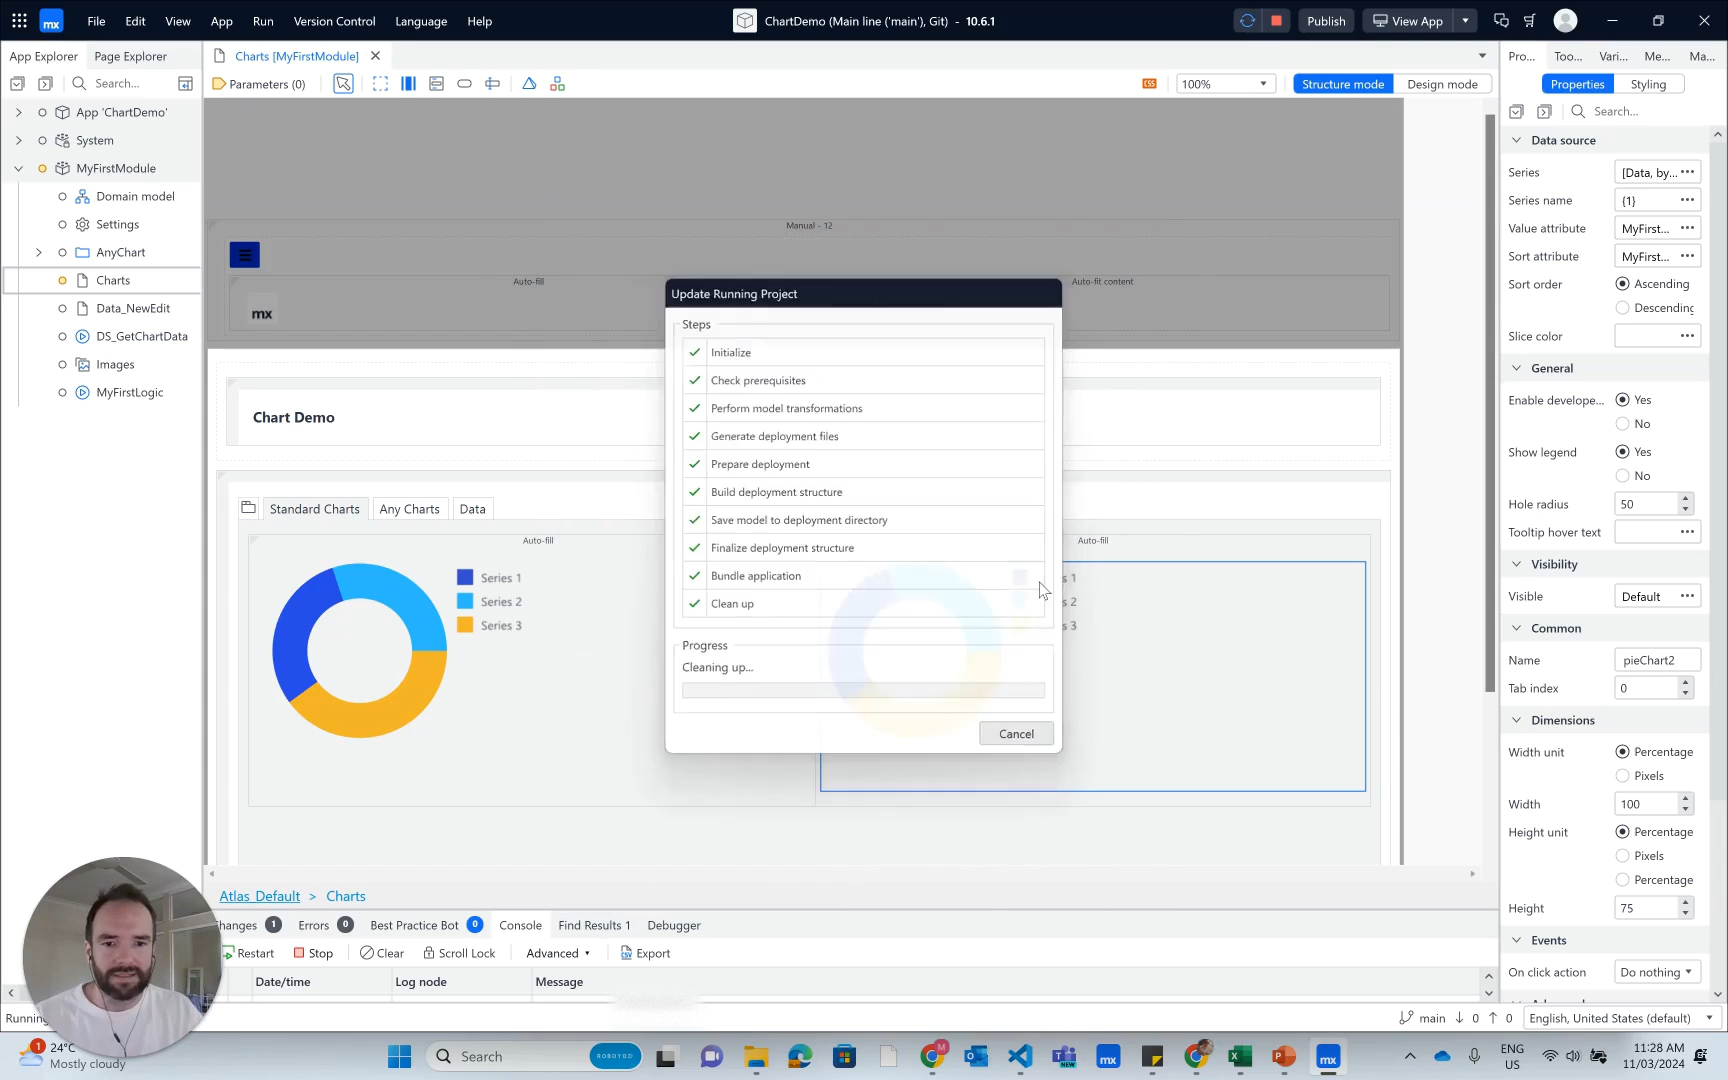 mx File Edit View App Run Version Control Language Help
ChartDemo (Main line ('main'), Git) - 10.6.1
Publish View App
App Explorer Page Explorer
Charts [MyFirstModule]
Pro... Too... Vari... Me... Ma...
Search...
Parameters (0)
CSS
100%
Structure mode Design mode
Properties Styling
Search...
App 'ChartDemo'
System
MyFirstModule
Domain model
Settings
AnyChart
Charts
Data_NewEdit
DS_GetChartData
Images
MyFirstLogic
Manual - 12
Auto-fill
Auto-fit content
mx
Chart Demo
Standard Charts Any Charts Data
Auto-fill
Auto-fill
Series 1
Series 2
Series 3
s 1
s 2
s 3
Update Running Project
Steps
Initialize
Check prerequisites
Perform model transformations
Generate deployment files
Prepare deployment
Build deployment structure
Save model to deployment directory
Finalize deployment structure
Bundle application
Clean up
Progress
Cleaning up...
Cancel
Data source
Series [Data, by...
Series name {1}
Value attribute MyFirst...
Sort attribute MyFirst...
Sort order Ascending
Descending
Slice color
General
Enable develope... Yes
No
Show legend Yes
No
Hole radius 50
Tooltip hover text
Visibility
Visible Default
Common
Name pieChart2
Tab index 0
Dimensions
Width unit Percentage
Pixels
Width 100
Height unit Percentage
Pixels
Percentage
Height 75
Events
On click action Do nothing
Atlas_Default > Charts
hanges 1 Errors 0 Best Practice Bot 0 Console Find Results 1 Debugger
Restart Stop Clear Scroll Lock Advanced Export
Date/time Log node Message
Running
main 0 0 English, United States (default)
1
24°C
Mostly cloudy
Search
ENG
US
11:28 AM
11/03/2024